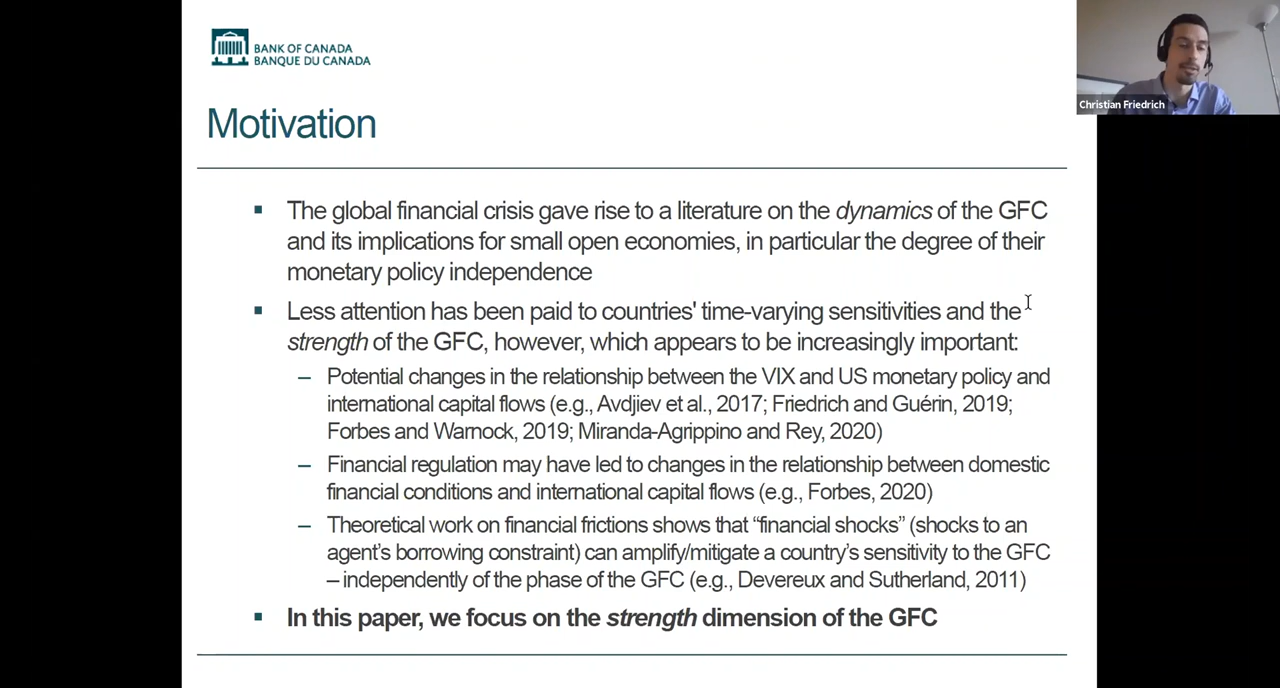 BANK OF CANADA
BANQUE DU CANADA
Christian Friedrich
Motivation
▪ The global financial crisis gave rise to a literature on the dynamics of the GFC
and its implications for small open economies, in particular the degree of their
monetary policy independence
▪ Less attention has been paid to countries' time-varying sensitivities and the
strength of the GFC, however, which appears to be increasingly important:
– Potential changes in the relationship between the VIX and US monetary policy and
international capital flows (e.g., Avdjiev et al., 2017; Friedrich and Guérin, 2019;
Forbes and Warnock, 2019; Miranda-Agrippino and Rey, 2020)
– Financial regulation may have led to changes in the relationship between domestic
financial conditions and international capital flows (e.g., Forbes, 2020)
– Theoretical work on financial frictions shows that “financial shocks” (shocks to an
agent’s borrowing constraint) can amplify/mitigate a country’s sensitivity to the GFC
– independently of the phase of the GFC (e.g., Devereux and Sutherland, 2011)
▪ In this paper, we focus on the strength dimension of the GFC